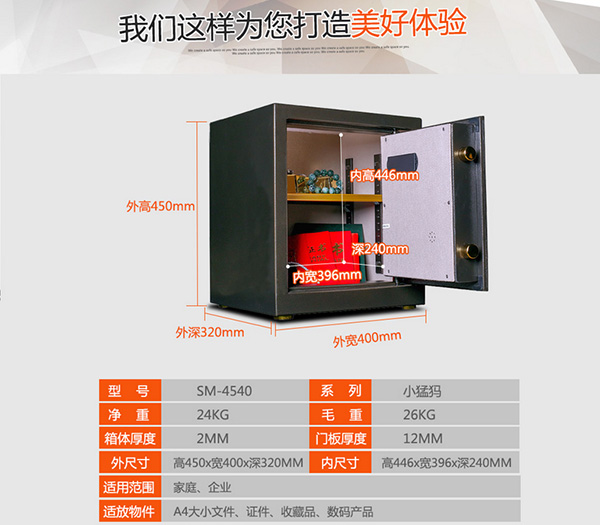 我们这样为您打造美好体验
外高450mm
内高446mm
深240mm
内宽396mm
外深320mm
外宽400mm
型 号 SM-4540 系 列 小猛犸
净 重 24KG 毛 重 26KG
箱体厚度 2MM 门板厚度 12MM
外尺寸 高450x宽400x深320MM 内尺寸 高446x宽396x深240MM
适用范围 家庭、企业
适放物件 A4大小文件、证件、收藏品、数码产品